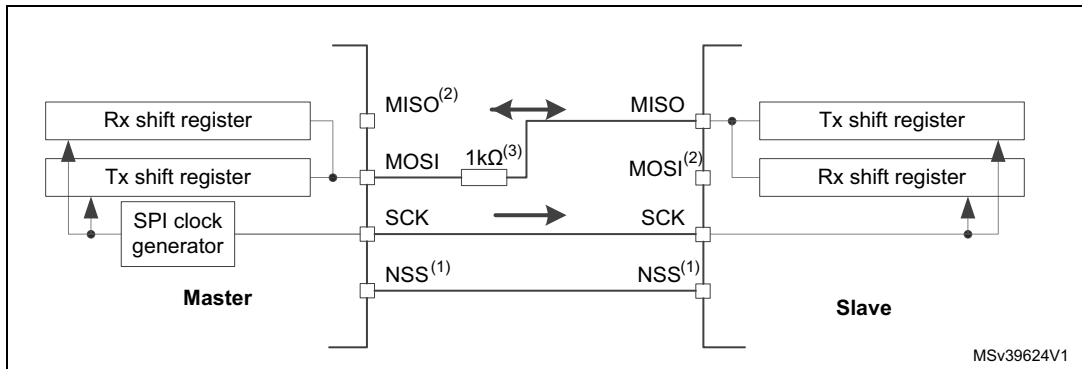 MISO(2)
MISO
Rx shift register
Tx shift register
MOSI
1kΩ(3)
MOSI(2)
Tx shift register
Rx shift register
SPI clock
generator
SCK
SCK
NSS(1)
NSS(1)
Master
Slave
MSv39624V1